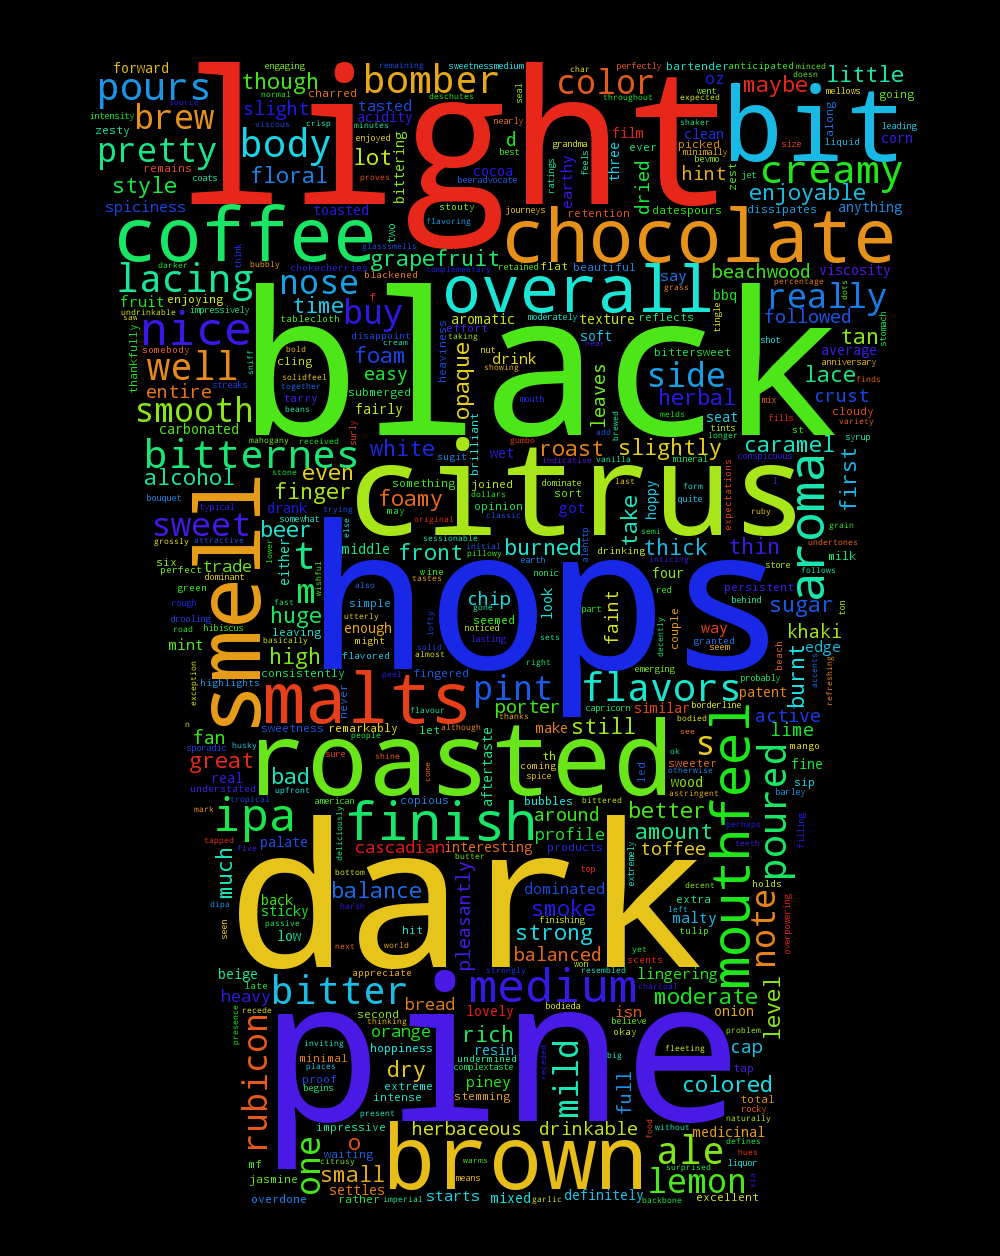 forward
engaging
remaining
sweetnessmedium
char
perfectly
bartender
anticipated
minced
pours
though
bomber
color
oz
maybe
little
normal
light
bit
doesn
source
slight
charred
tasted
deschutes
seal
throughout
went
expected
mellows
going
intensity
brew
viscous
minutes
acidity
nearly
film
shaker
clean
along
leading
zesty
crisp
enjoyed
d
best
grandma
ever
picked
minimally
liquid
corn
pretty
remains
body
lot
bittering
feels
three
bevmo
size
style
coats
floral
proves
beeradvocate
cocoa
ratings
earthy
dried
hint
zest
jet
creamy
spiciness
toasted
stouty
flavoring
journeys
retention
datespours
enjoyable
dissipates
anything
coffee
two
glasssmells
grapefruit
chocolate
think
darker
bubbly
chokecherries
blackened
complementary
retained
flat
beautiful
say
grass
beachwood
viscosity
percentage
lacing
nose
overall
bbq
really
dots
fruit
enjoying
impressively
undrinkable
saw
time
buy
f
tablecloth
aromatic
moderately
texture
reflects
tingle
followed
stomach
nice
thankfully
disappoint
effort
taking
soft
near
shot
tan
somebody
well
sniff
bold
cream
foam
heaviness
nut
drink
showing
bittersweet
average
anniversary
black
cling
solidfeel
together
easy
opaque
side
lace
finds
entire
streaks
tarry
submerged
mouth
leaves
herbal
melds
mix
crust
smooth
beans
fairly
brewed
seat
fills
cloudy
variety
carbonated
add
tints
longer
st
syrup
mahogany
received
surly
white
sugit
brilliant
gumbo
wet
roast
indicative
vanilla
slightly
mineral
caramel
conspicuous
bitternes
alcohol
stone
even
something
joined
dominate
last
form
quite
expectations
l
first
bouquet
finger
foamy
dollars
opinion
sort
citrus
take
hoppy
ruby
aroma
typical
smell
drank
trying
may
original
classic
got
semi
grain
sweet
attractive
somewhat
else
sessionable
undertones
grossly
beer
t
middle
front
initial
pillowy
burned
alehttp
drinking
inticing
thick
thin
store
milk
six
trade
lower
either
wishful
wine
earth
four
persistent
follows
perfect
dominant
m
also
tastes
hops
nonic
red
green
rough
fast
simple
chip
gone
look
part
behind
sugar
ton
drooling
huge
utterly
lofty
seemed
noticed
faint
couple
granted
road
hibiscus
basically
enough
solid
lasting
sets
decently
way
seem
beach
khaki
mint
leaving
might
flavored
almost
right
edge
exception
high
consistently
peel
fingered
emerging
probably
burnt
accents
refreshing
highlights
never
malts
pint
flavors
patent
n
sweetness
remarkably
flavour
porter
capricorn
similar
borderline
bodied
active
sporadic
fan
husky
people
let
although
thanks
make
still
see
lime
great
sure
shine
th
coming
spice
led
ok
s
sweeter
otherwise
mango
real
roasted
come
aftertaste
wood
astringent
fine
sip
understated
upfront
bad
barley
tropical
american
copious
bubbles
bittered
mouthfeel
poured
mark
ipa
deliciously
finish
around
better
perhaps
filling
tapped
five
palate
cascadian
interesting
profile
products
amount
teeth
much
butter
extremely
toffee
dark
bottom
top
decent
holds
dipa
back
balance
harsh
pleasantly
dominated
extra
left
note
overpowering
sticky
passive
smoke
finishing
malty
seen
low
hit
strong
tulip
next
world
balanced
yet
scents
beige
appreciate
strongly
won
resembled
lingering
late
heavy
bitter
medium
charcoal
moderate
level
recede
presence
second
bread
lovely
bodieda
isn
onion
thinking
orange
rich
believe
okay
problem
rubicon
inviting
hoppiness
resin
pine
receded
fleeting
cap
minimal
places
undermined
complextaste
big
tap
proof
begins
dry
extreme
piney
mild
full
colored
intense
stemming
total
rocky
present
naturally
impressive
herbaceous
drinkable
food
without
medicinal
defines
one
o
waiting
brown
ale
hues
mf
citrusy
warms
surprised
liquor
via
jasmine
small
means
lemon
settles
overdone
rather
imperial
starts
mixed
garlic
definitely
backbone
excellent